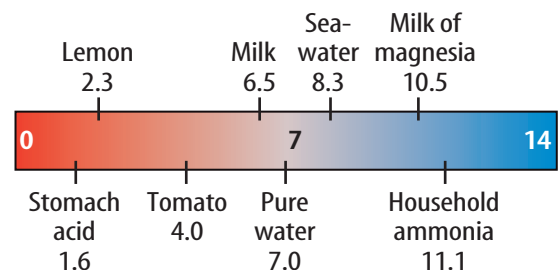 Lemon
2.3
Milk
6.5
Sea-
water
8.3
Milk of
magnesia
10.5
0
7
14
Stomach
acid
1.6
Tomato
4.0
Pure
water
7.0
Household
ammonia
11.1